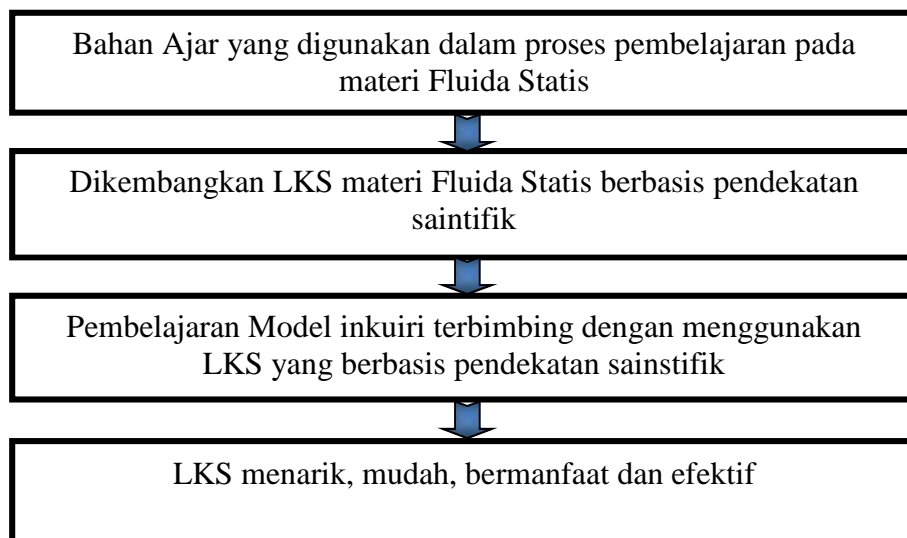 Bahan Ajar yang digunakan dalam proses pembelajaran pada
materi Fluida Statis
Dikembangkan LKS materi Fluida Statis berbasis pendekatan
saintifik
Pembelajaran Model inkuiri terbimbing dengan menggunakan
LKS yang berbasis pendekatan sainstifik
LKS menarik, mudah, bermanfaat dan efektif